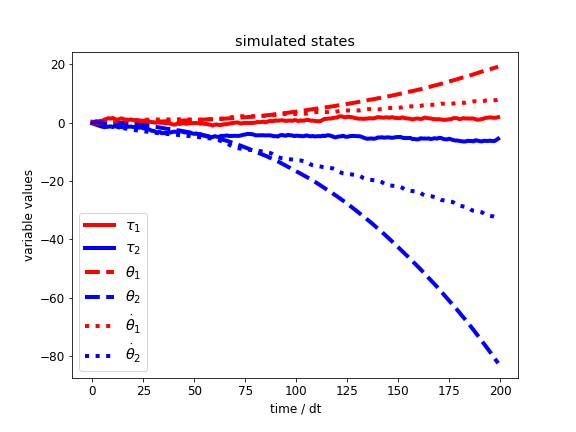 simulated states
variable values
20
0
−20
−40
−60
−80
τ₁
τ₂
θ₁
θ₂
θ̇₁
θ̇₂
0 25 50 75 100 125 150 175 200
time / dt